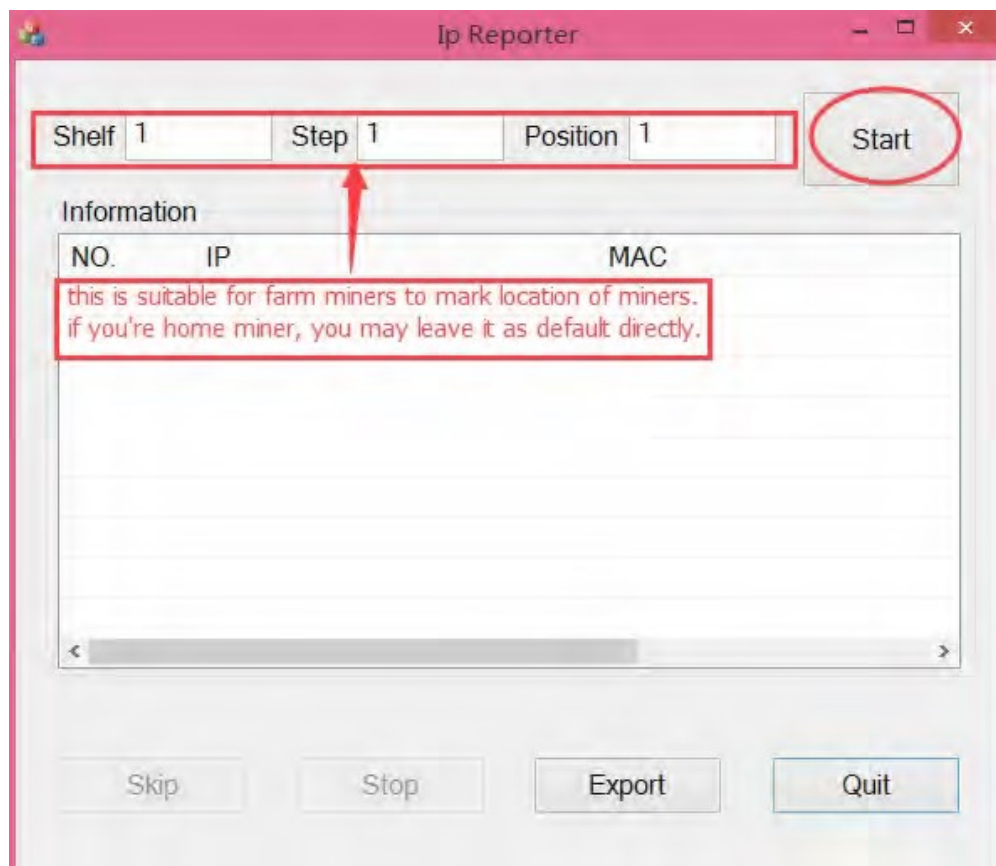 Ip Reporter
Shelf 1 Step 1 Position 1 Start
Information
NO. IP MAC
this is suitable for farm miners to mark location of miners.
if you're home miner, you may leave it as default directly.
Skip Stop Export Quit